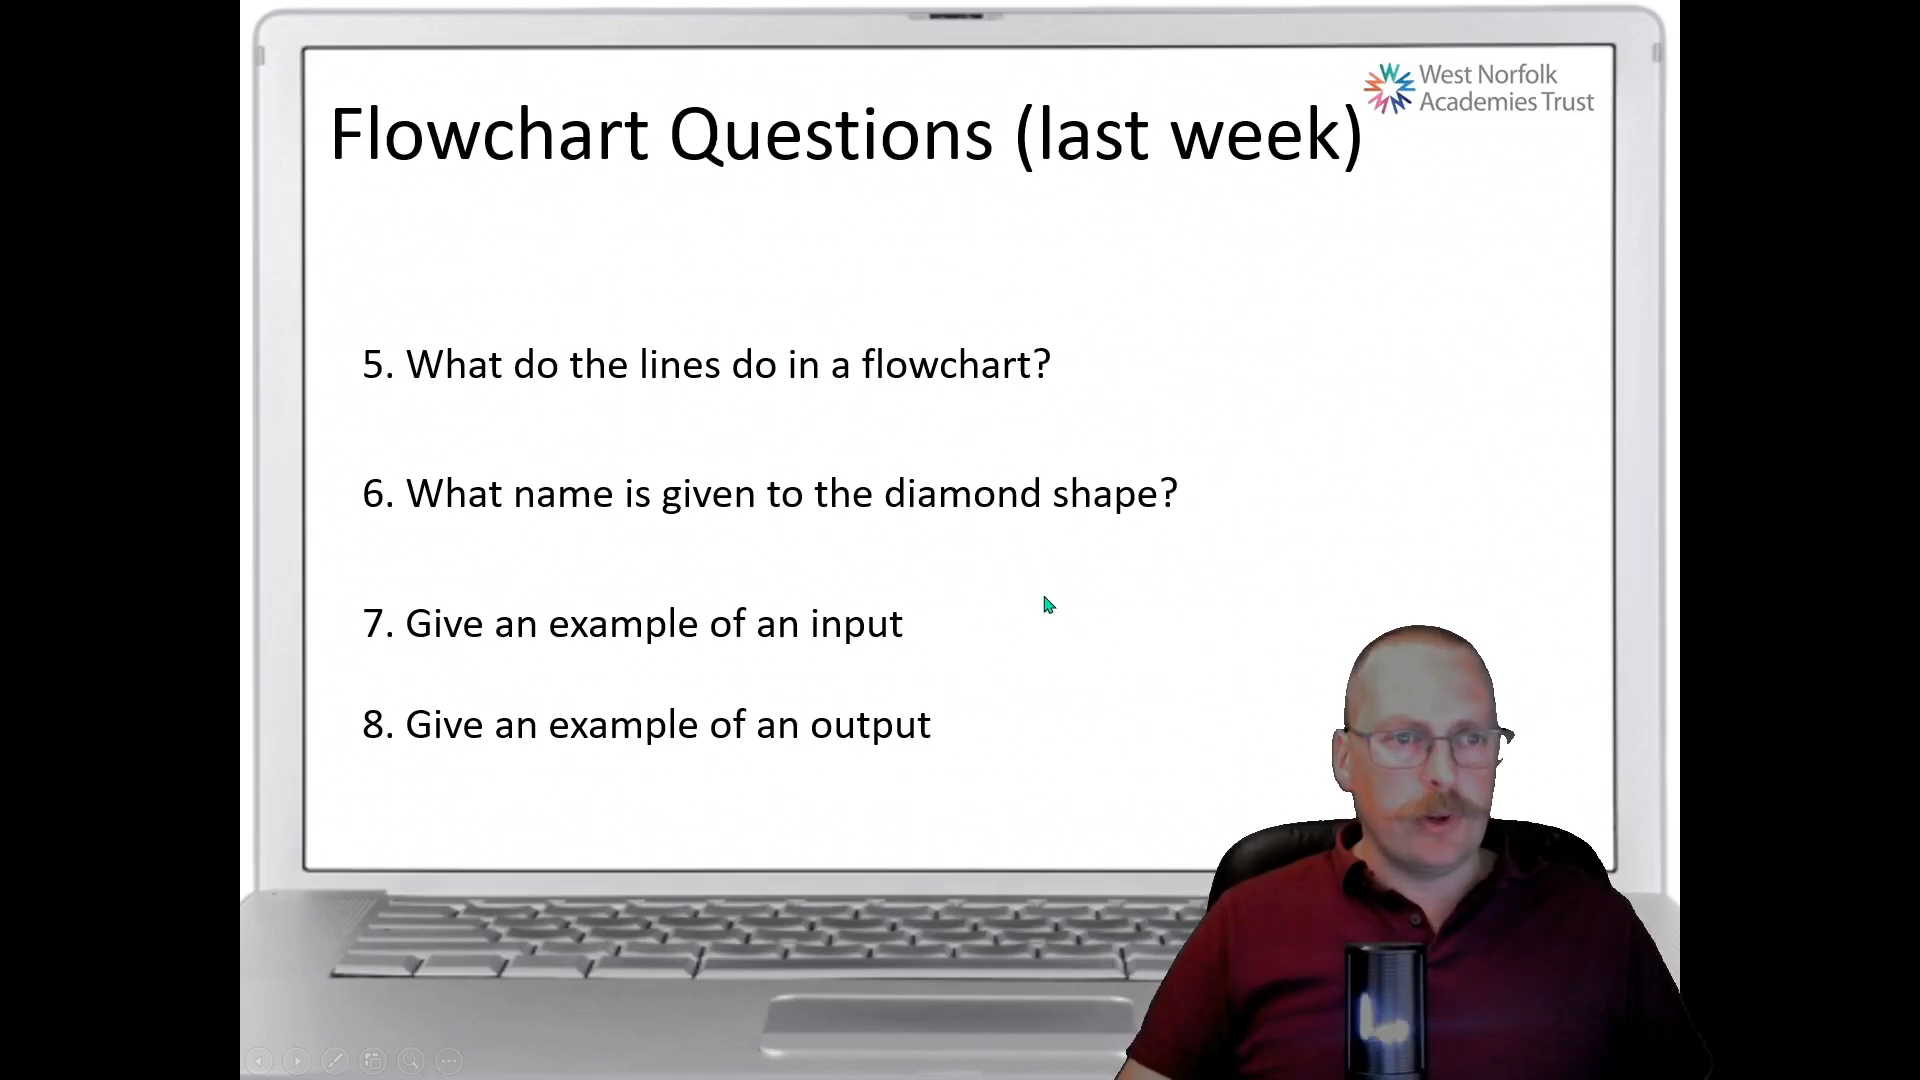 West Norfolk
Academies Trust
Flowchart Questions (last week)
5. What do the lines do in a flowchart?
6. What name is given to the diamond shape?
7. Give an example of an input
8. Give an example of an output